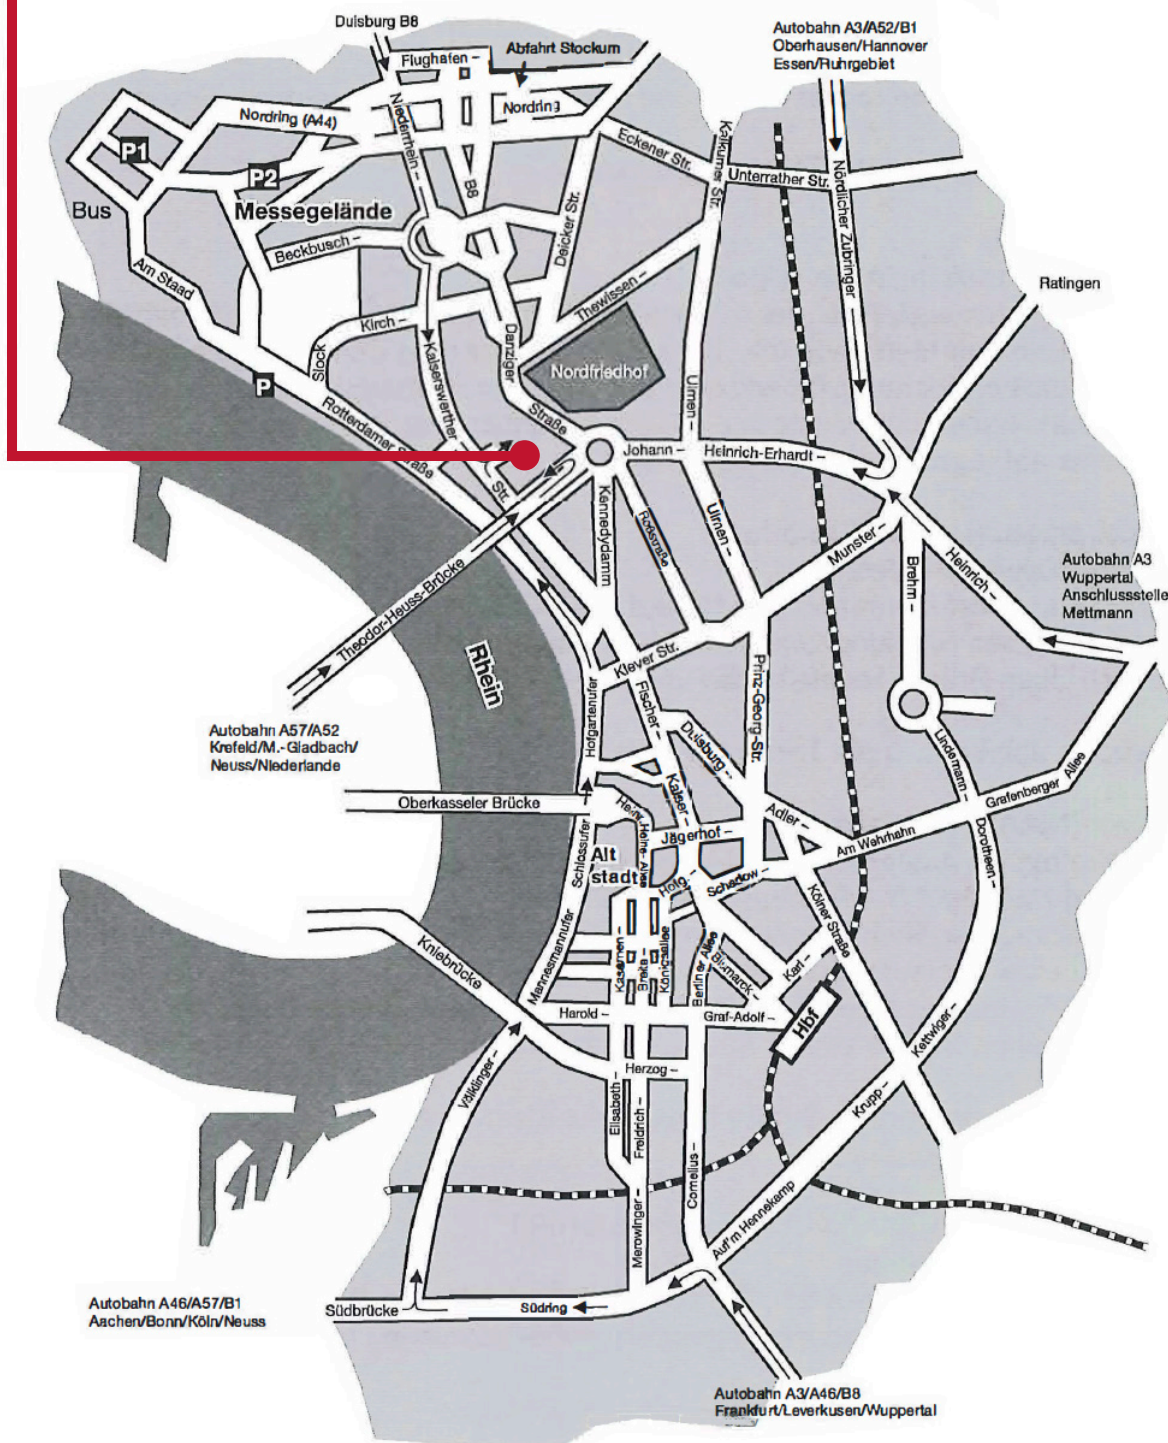 Duisburg B8
Flughafen –
Abfahrt Stockum
Autobahn A3/A52/B1
Oberhausen/Hannover
Essen/Ruhrgebiet
Nordring (A44)
Nordring
Niederrhein –
Eckener Str.
Kalkumer Str.
Unterrather Str.
P1
P2
B8
Bus
Messegelände
Deicker Str.
Nördlicher Zubringer
Beckbusch –
Am Staad
Thewissen –
Ratingen
Kirch –
Slock
Danziger
Straße
Kaiserswerther
Str.
Nordfriedhof
P
Ulmen –
Rotterdamer Straße
Johann –
Heinrich-Erhardt –
Kennedydamm
Roßstraße
Ulmen –
Munster –
Brehm –
Heinrich –
Autobahn A3
Wuppertal
Anschlussstelle
Mettmann
Theodor-Heuss-Brücke
Rhein
Klever Str.
Fischer –
Prinz-Georg-Str.
Hofgartenufer
Autobahn A57/A52
Krefeld/M.-Gladbach/
Neuss/Niederlande
Duisburg –
Lindemann –
Grafenberger Allee
Kaiser –
Oberkasseler Brücke
Heinr.-Heine-Allee
Adler –
Jägerhof –
Am Wehrhahn
Dorotheen –
Schlossufer
Alt
stadt
Hofg.
Schadow –
Kölner Straße
Kniebrücke
Mannesmannufer
Kasernen –
Breite –
Königsallee
Berliner Allee
Bismarck –
Karl –
Harold –
Graf-Adolf –
Hbf
Kettwiger –
Völklinger –
Herzog –
Elisabeth –
Freidrich –
Krupp –
Cornelius –
Merowinger –
Auf'm Hennekamp
Autobahn A46/A57/B1
Aachen/Bonn/Köln/Neuss
Südbrücke
Südring
Autobahn A3/A46/B8
Frankfurt/Leverkusen/Wuppertal